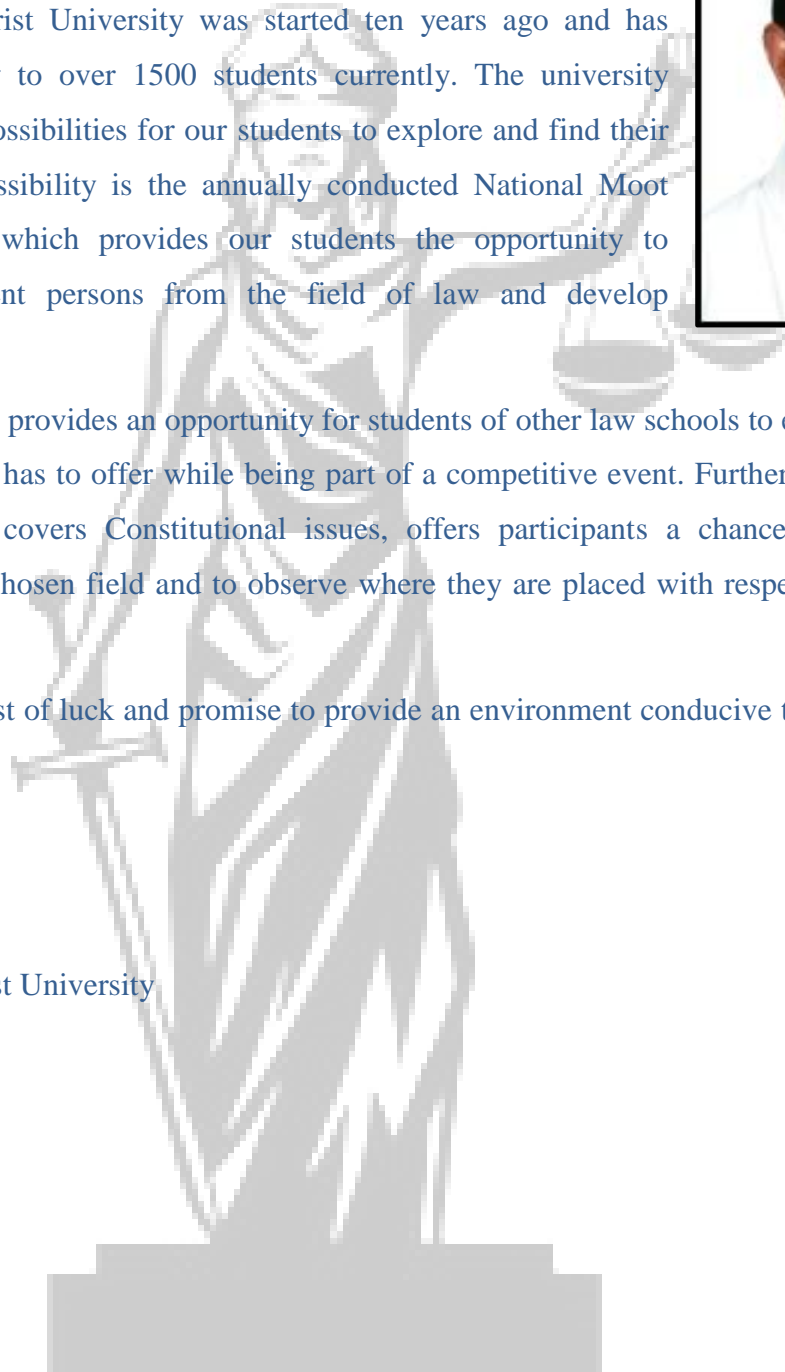 rist University was started ten years ago and has
to over 1500 students currently. The university
ossibilities for our students to explore and find their
ssibility is the annually conducted National Moot
which provides our students the opportunity to
ent persons from the field of law and develop
provides an opportunity for students of other law schools to
has to offer while being part of a competitive event. Further
covers Constitutional issues, offers participants a chance
hosen field and to observe where they are placed with respe
st of luck and promise to provide an environment conducive t
st University